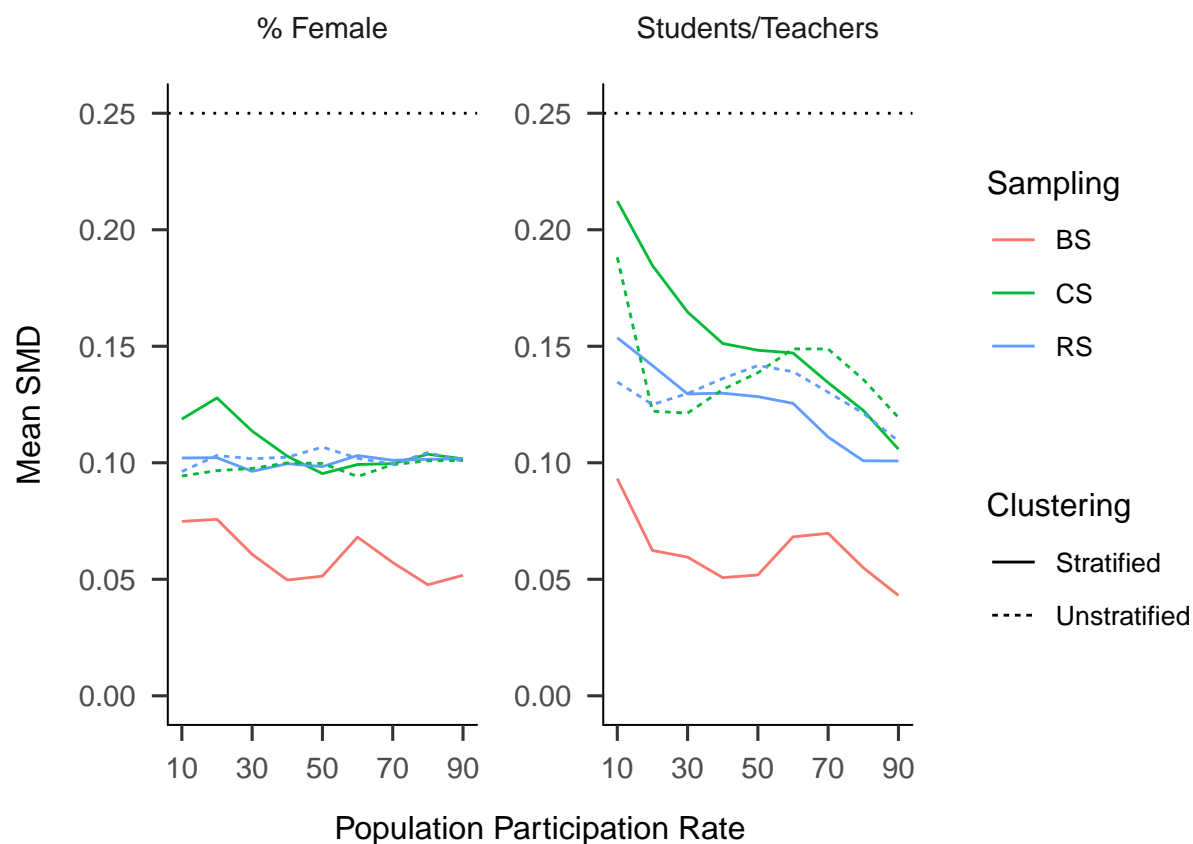 % Female
Students/Teachers
Mean SMD
0.25
0.20
0.15
0.10
0.05
0.00
10 30 50 70 90
0.25
0.20
0.15
0.10
0.05
0.00
10 30 50 70 90
Population Participation Rate
Sampling
BS
CS
RS
Clustering
Stratified
Unstratified